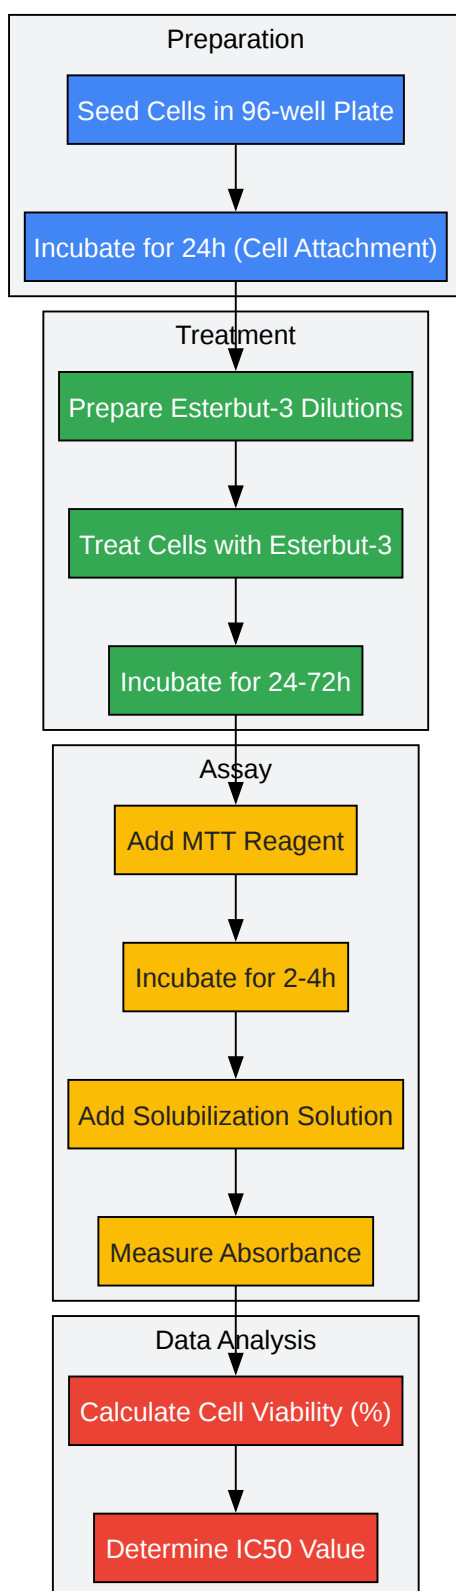 Preparation
Seed Cells in 96-well Plate
Incubate for 24h (Cell Attachment)
Treatment
Prepare Esterbut-3 Dilutions
Treat Cells with Esterbut-3
Incubate for 24-72h
Assay
Add MTT Reagent
Incubate for 2-4h
Add Solubilization Solution
Measure Absorbance
Data Analysis
Calculate Cell Viability (%)
Determine IC50 Value